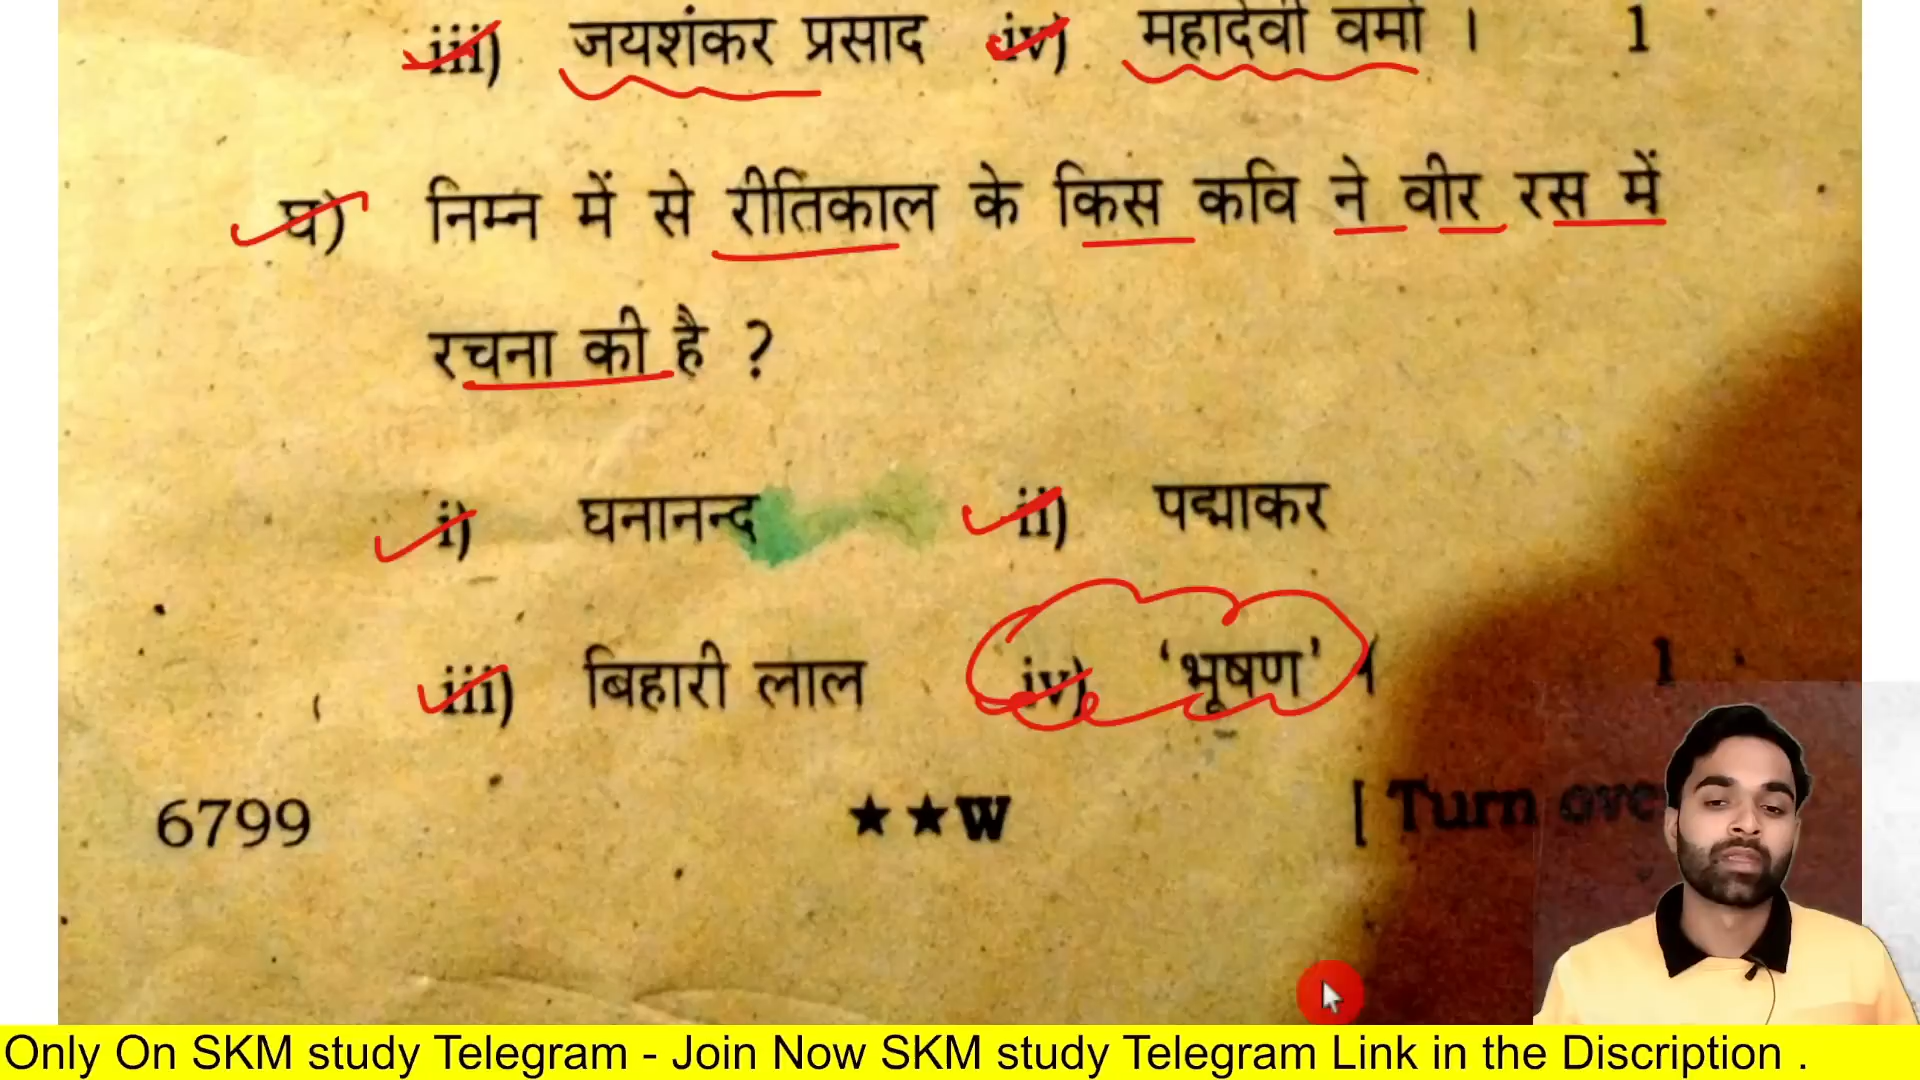 iii) जयशंकर प्रसाद iv) महादेवी वर्मा । 1
घ) निम्न में से रीतिकाल के किस कवि ने वीर रस में
रचना की है ?
i) घनानन्द ii) पद्माकर
iii) बिहारी लाल iv) 'भूषण' । 1
6799 ★★W [ Turn over
Only On SKM study Telegram - Join Now SKM study Telegram Link in the Discription .